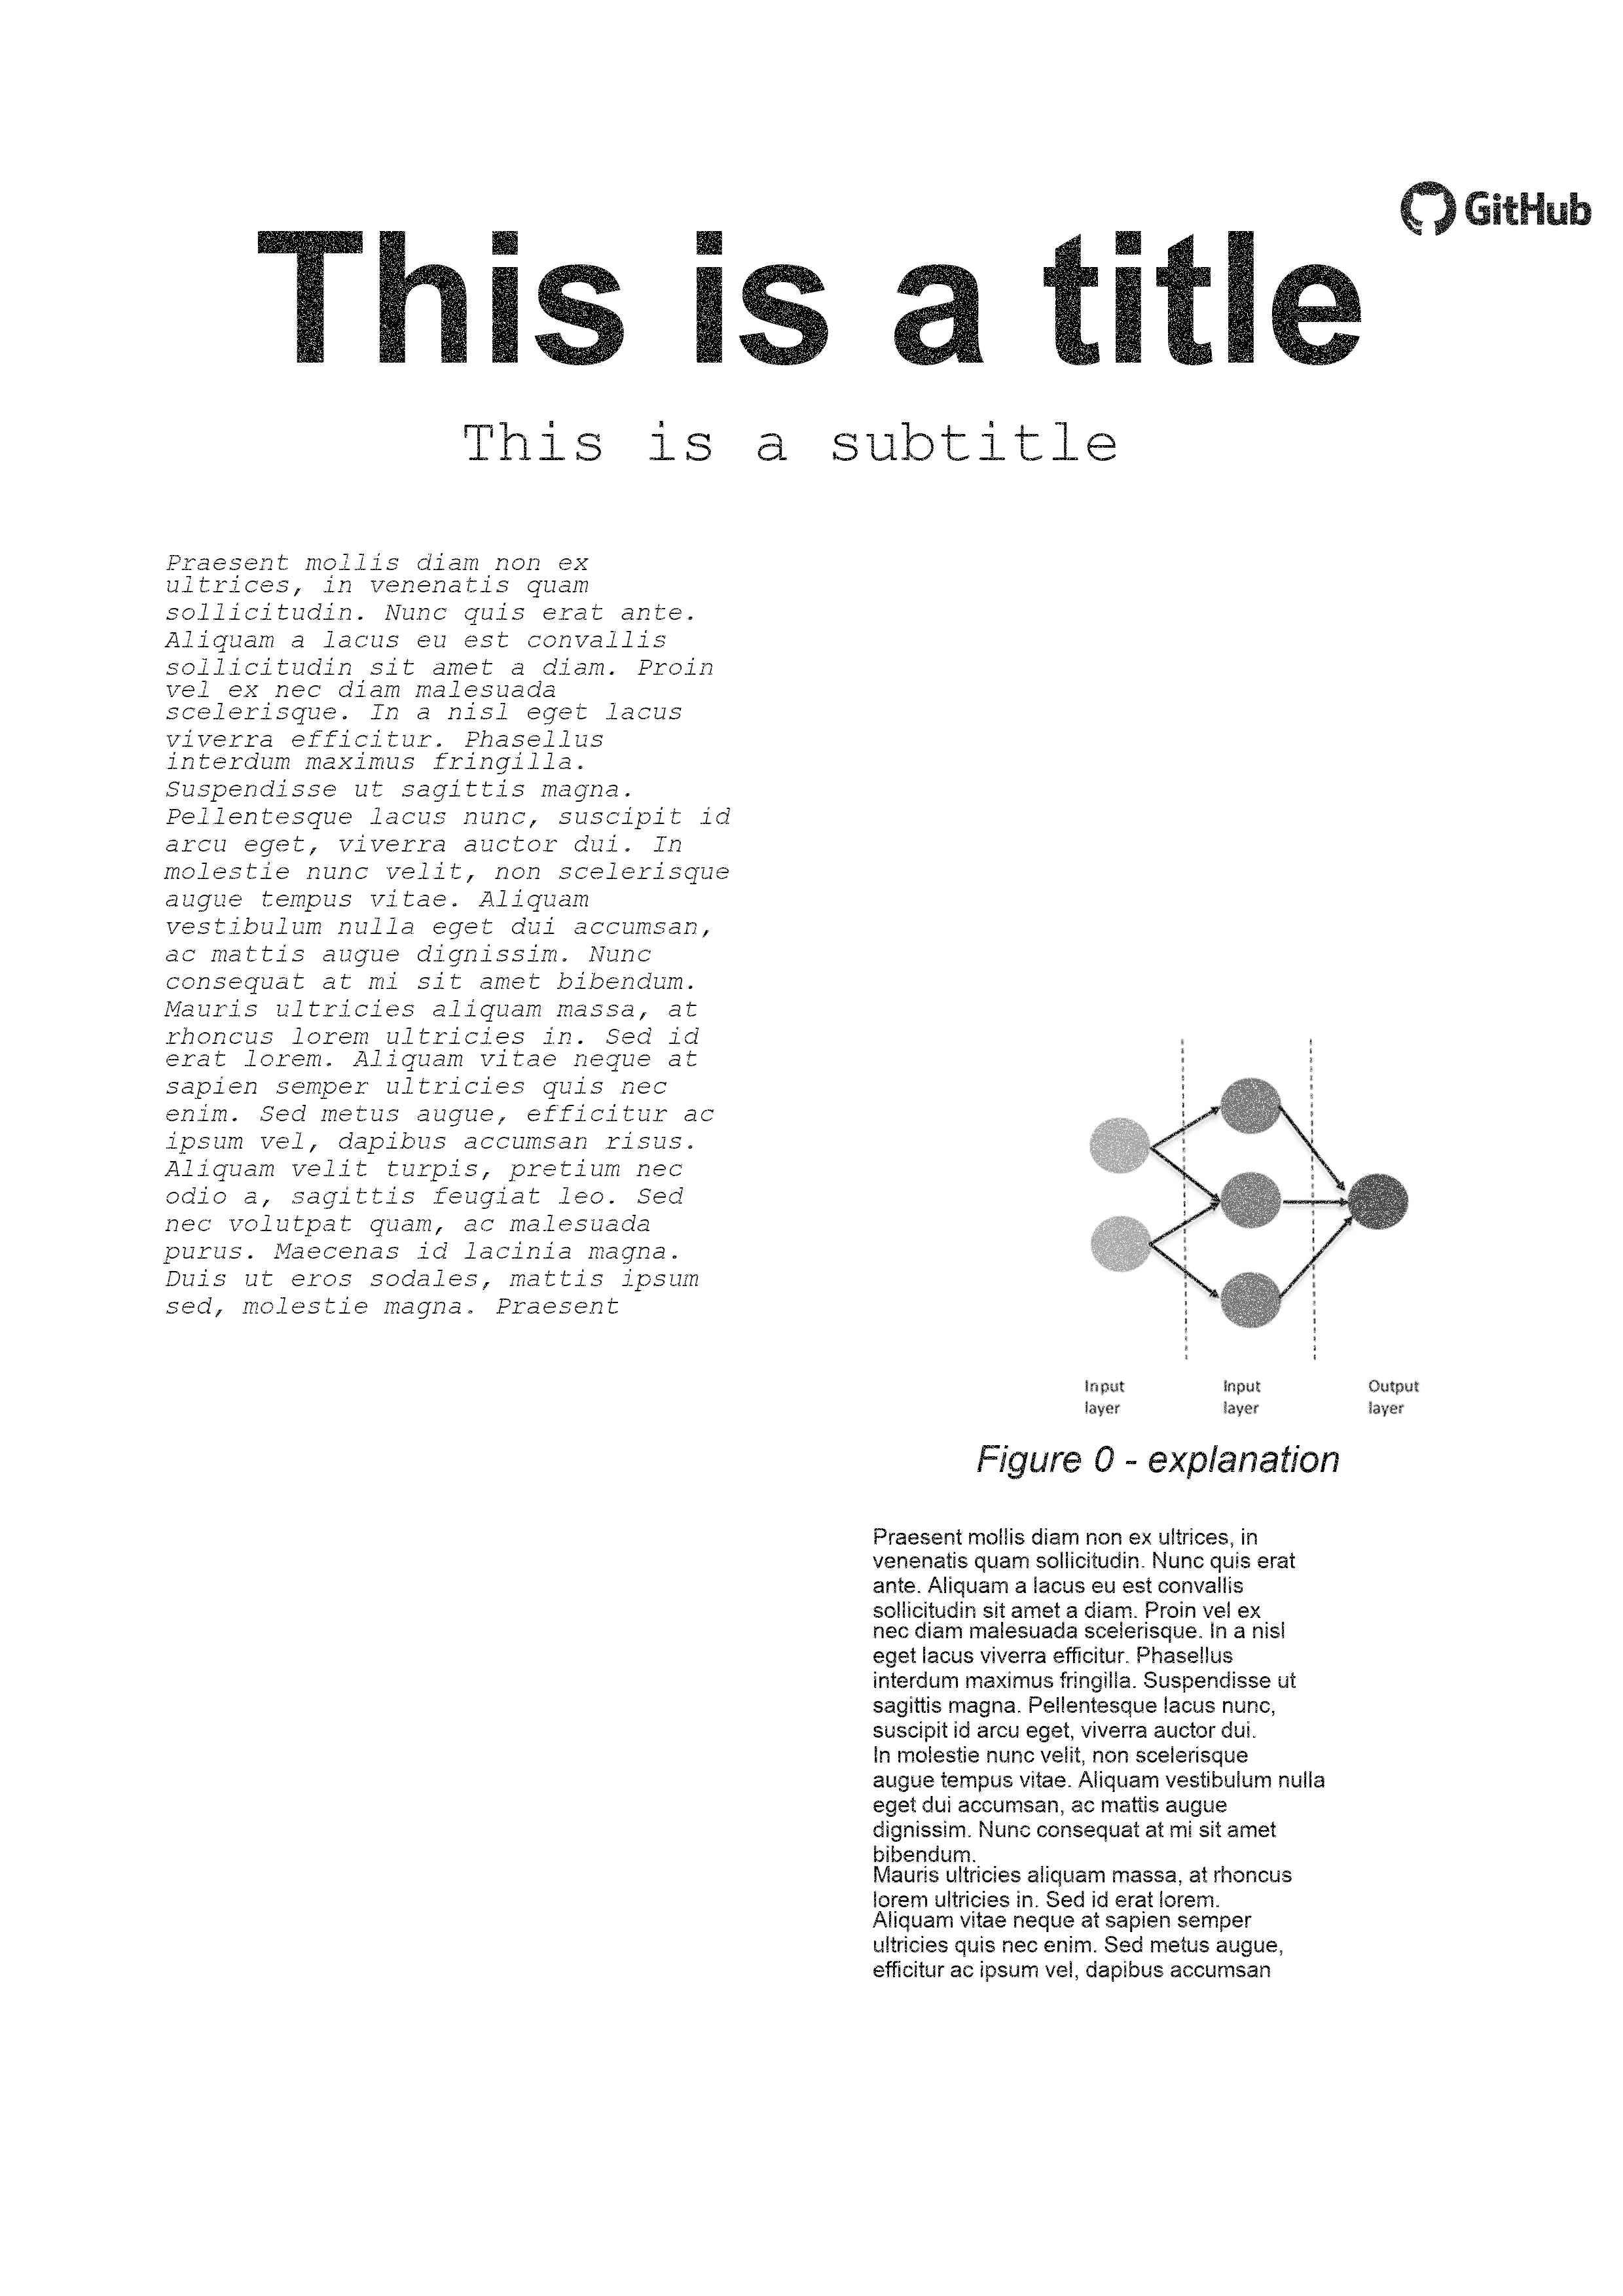 GitHub
This is a title
This is a subtitle
Praesent mollis diam non ex
ultrices, in venenatis quam
sollicitudin. Nunc quis erat ante.
Aliquam a lacus eu est convallis
sollicitudin sit amet a diam. Proin
vel ex nec diam malesuada
scelerisque. In a nisl eget lacus
viverra efficitur. Phasellus
interdum maximus fringilla.
Suspendisse ut sagittis magna.
Pellentesque lacus nunc, suscipit id
arcu eget, viverra auctor dui. In
molestie nunc velit, non scelerisque
augue tempus vitae. Aliquam
vestibulum nulla eget dui accumsan,
ac mattis augue dignissim. Nunc
consequat at mi sit amet bibendum.
Mauris ultricies aliquam massa, at
rhoncus lorem ultricies in. Sed id
erat lorem. Aliquam vitae neque at
sapien semper ultricies quis nec
enim. Sed metus augue, efficitur ac
ipsum vel, dapibus accumsan risus.
Aliquam velit turpis, pretium nec
odio a, sagittis feugiat leo. Sed
nec volutpat quam, ac malesuada
purus. Maecenas id lacinia magna.
Duis ut eros sodales, mattis ipsum
sed, molestie magna. Praesent
Input layer
Input layer
Output layer
Figure 0 - explanation
Praesent mollis diam non ex ultrices, in
venenatis quam sollicitudin. Nunc quis erat
ante. Aliquam a lacus eu est convallis
sollicitudin sit amet a diam. Proin vel ex
nec diam malesuada scelerisque. In a nisl
eget lacus viverra efficitur. Phasellus
interdum maximus fringilla. Suspendisse ut
sagittis magna. Pellentesque lacus nunc,
suscipit id arcu eget, viverra auctor dui.
In molestie nunc velit, non scelerisque
augue tempus vitae. Aliquam vestibulum nulla
eget dui accumsan, ac mattis augue
dignissim. Nunc consequat at mi sit amet
bibendum.
Mauris ultricies aliquam massa, at rhoncus
lorem ultricies in. Sed id erat lorem.
Aliquam vitae neque at sapien semper
ultricies quis nec enim. Sed metus augue,
efficitur ac ipsum vel, dapibus accumsan